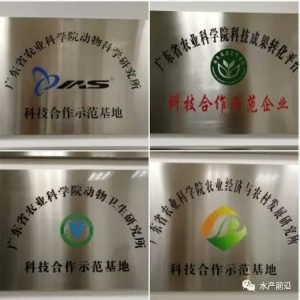 广东省农业科学院动物科学研究所
IAS
科技合作示范基地
广东省农业科学院科技成果转化平台
科技合作示范企业
广东省农业科学院动物卫生研究所
科技合作示范基地
广东省农业科学院农业经济与农村发展研究所
科技合作示范基地
水产前沿